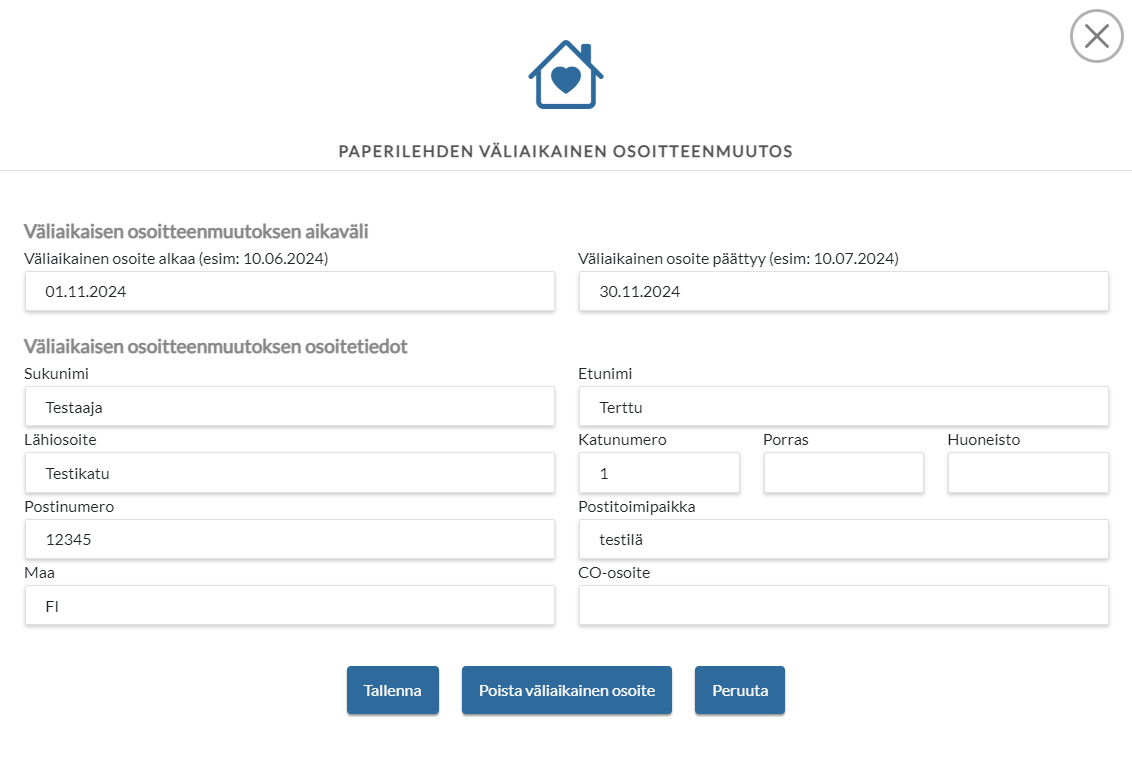 PAPERILEHDEN VÄLIAIKAINEN OSOITTEENMUUTOS
Väliaikaisen osoitteenmuutoksen aikaväli
Väliaikainen osoite alkaa (esim: 10.06.2024)
Väliaikainen osoite päättyy (esim: 10.07.2024)
01.11.2024
30.11.2024
Väliaikaisen osoitteenmuutoksen osoitetiedot
Sukunimi
Etunimi
Testaaja
Terttu
Lähiosoite
Katunumero
Porras
Huoneisto
Testikatu
1
Postinumero
Postitoimipaikka
12345
testilä
Maa
CO-osoite
FI
Tallenna
Poista väliaikainen osoite
Peruuta